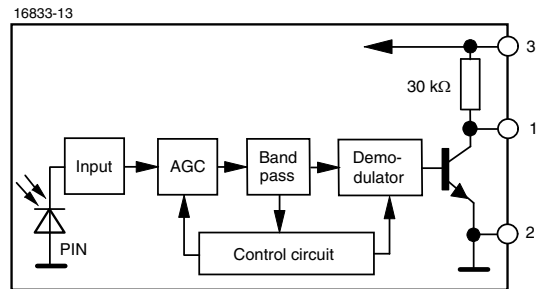 16833-13
3
30 kΩ
1
Input
AGC
Band
pass
Demo-
dulator
2
PIN
Control circuit